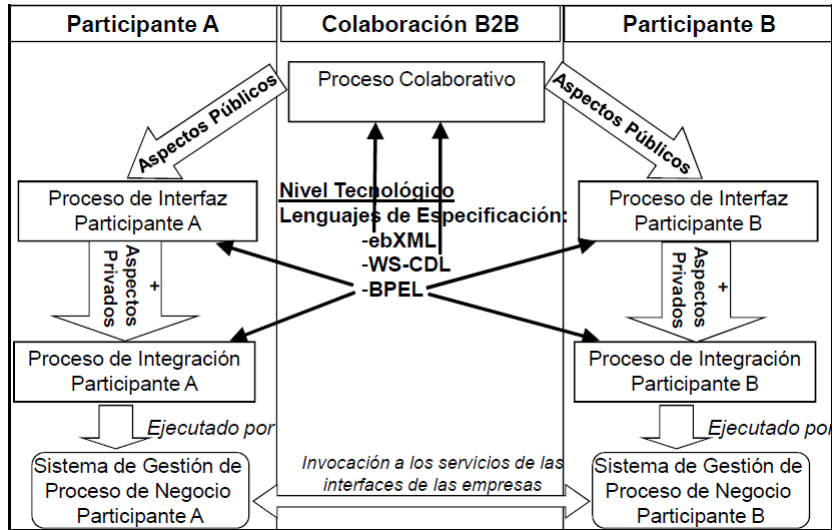 Participante A
Colaboración B2B
Participante B
Proceso Colaborativo
Aspectos Públicos
Aspectos Públicos
Proceso de Interfaz
Participante A
Nivel Tecnológico
Lenguajes de Especificación:
-ebXML
-WS-CDL
-BPEL
Proceso de Interfaz
Participante B
+
Aspectos
Privados
+
Aspectos
Privados
Proceso de Integración
Participante A
Proceso de Integración
Participante B
Ejecutado por
Ejecutado por
Sistema de Gestión de
Proceso de Negocio
Participante A
Invocación a los servicios de las
interfaces de las empresas
Sistema de Gestión de
Proceso de Negocio
Participante B